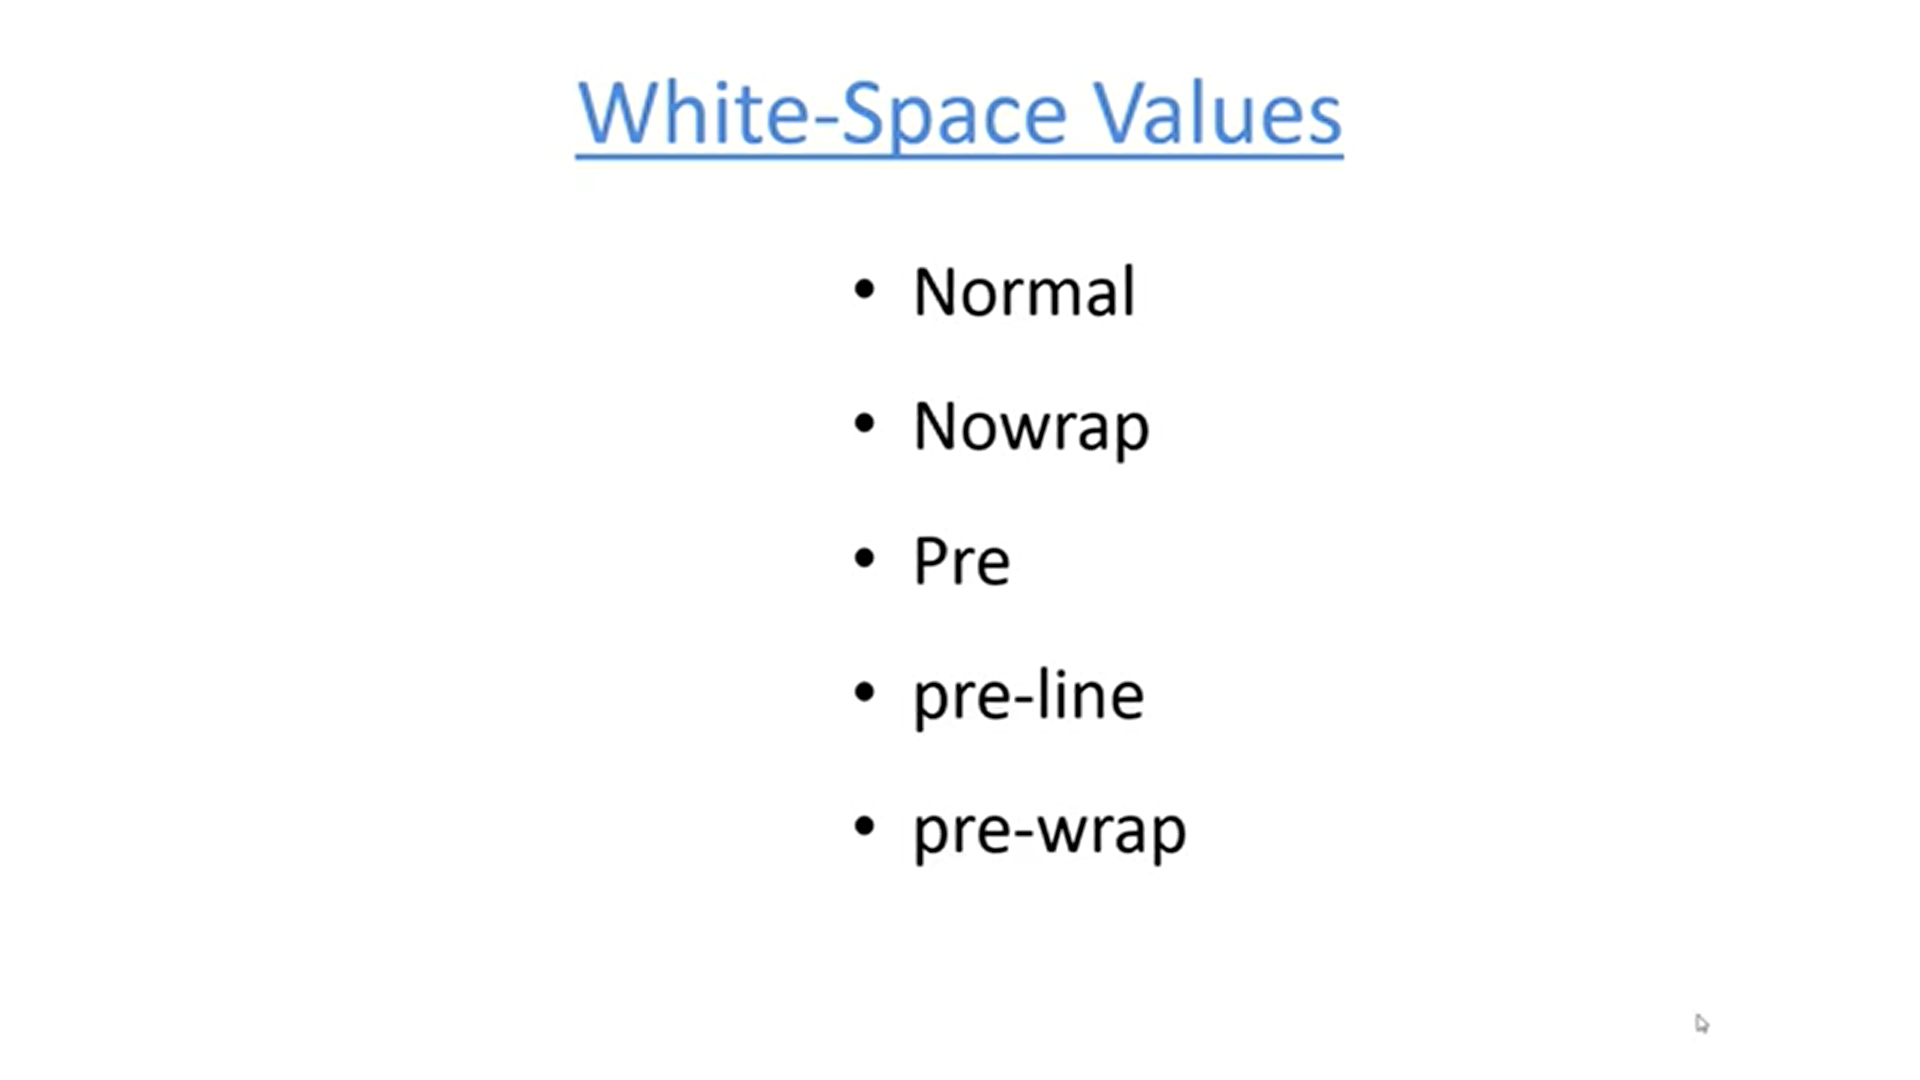 White-Space Values
• Normal
• Nowrap
• Pre
• pre-line
• pre-wrap